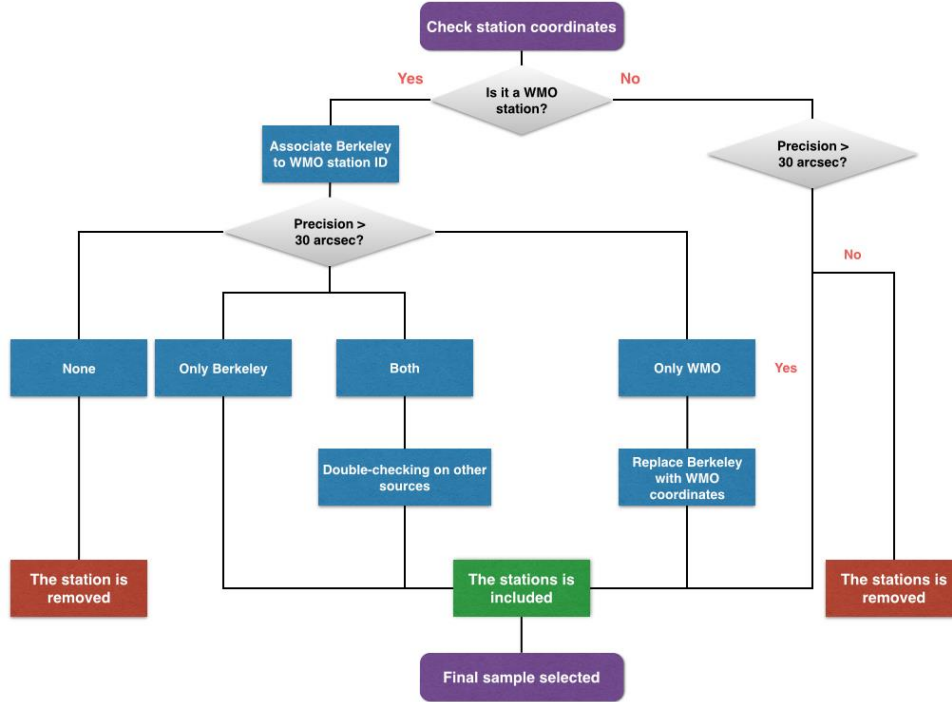 Check station coordinates
Yes
No
Is it a WMO
station?
Associate Berkeley
to WMO station ID
Precision >
30 arcsec?
Precision >
30 arcsec?
No
None
Only Berkeley
Both
Only WMO
Yes
Double-checking on other
sources
Replace Berkeley
with WMO
coordinates
The station is
removed
The stations is
included
The stations is
removed
Final sample selected